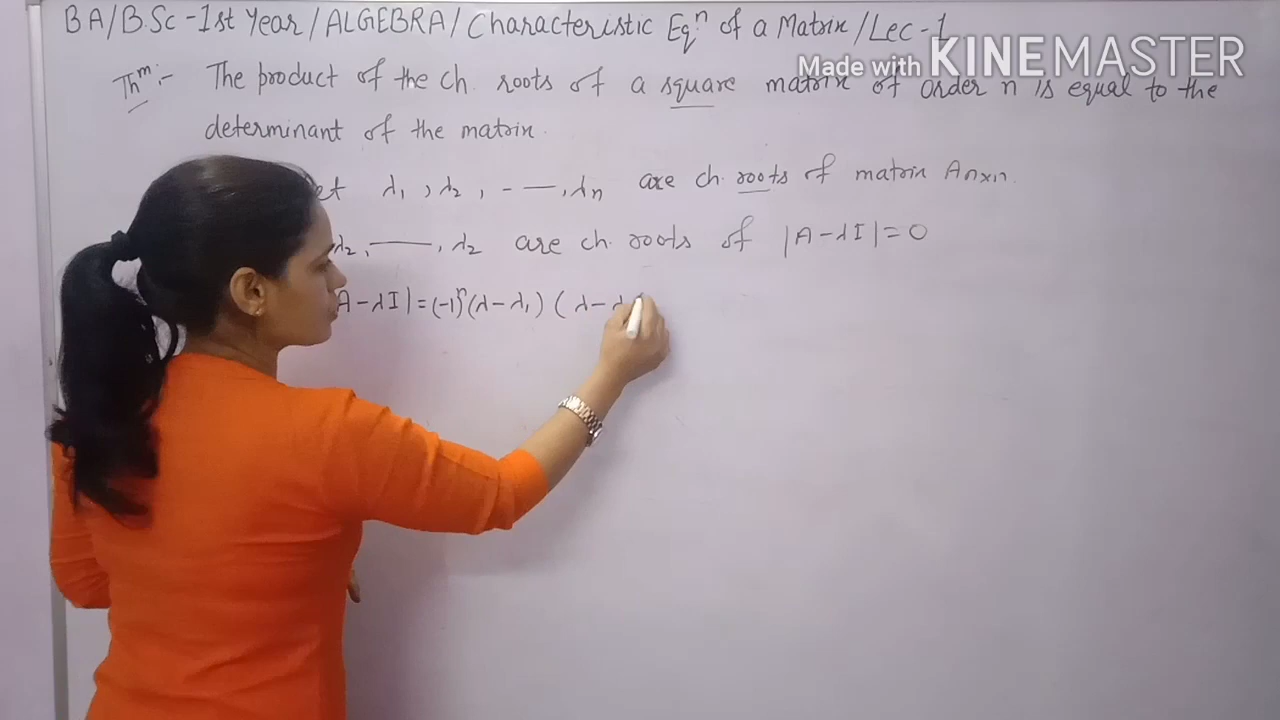 BA/B.Sc-1st Year/ALGEBRA/Characteristic Eqⁿ of a Matrix/Lec-1
Made with KINEMASTER
Thᵐ:- The product of the ch. roots of a square matrix of order n is equal to the
determinant of the matrix.
λ₁, λ₂, - —, λn are ch. roots of matrix Anxn.
λ₂, ——, λ₂ are ch. roots of |A-λI|=0
A-λI|=(-1)ⁿ(λ-λ₁) (λ-λ